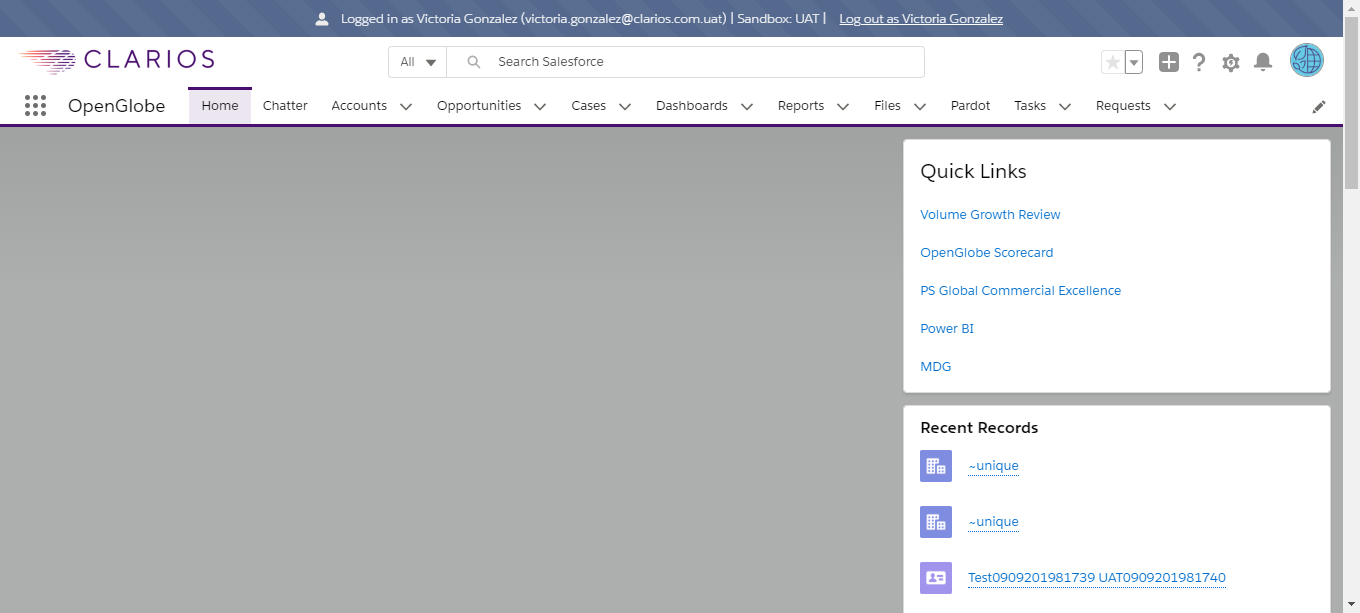 Logged in as Victoria Gonzalez (victoria.gonzalez@clarios.com.uat) | Sandbox: UAT | Log out as Victoria Gonzalez
CLARIOS
All Search Salesforce
OpenGlobe Home Chatter Accounts Opportunities Cases Dashboards Reports Files Pardot Tasks Requests
Quick Links
Volume Growth Review
OpenGlobe Scorecard
PS Global Commercial Excellence
Power BI
MDG
Recent Records
~unique
~unique
Test0909201981739 UAT0909201981740